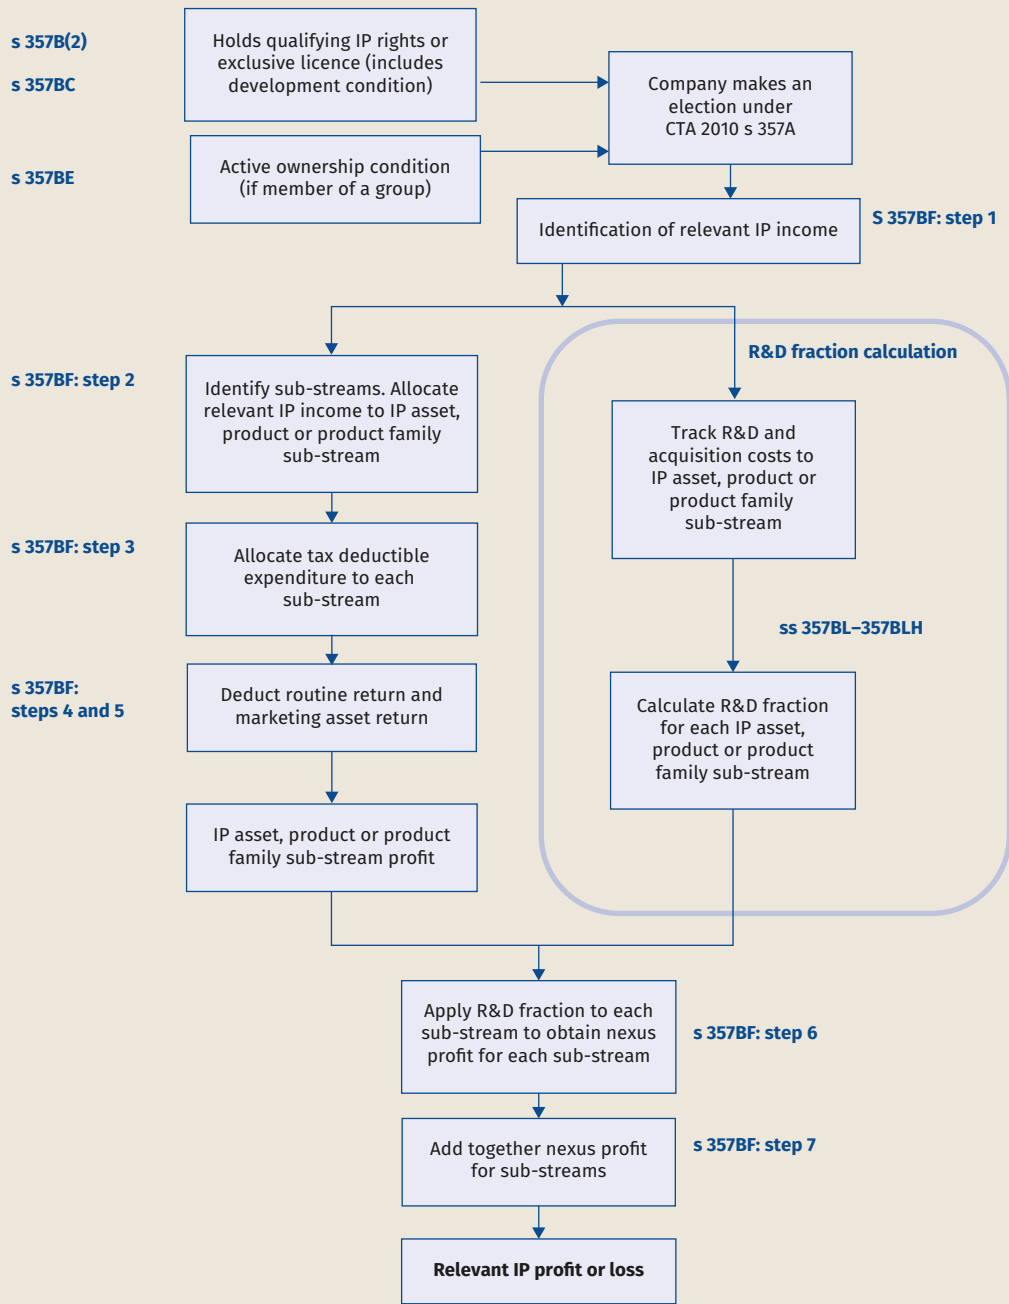 s 357B(2)
s 357BC
Holds qualifying IP rights or
exclusive licence (includes
development condition)
Company makes an
election under
CTA 2010 s 357A
s 357BE
Active ownership condition
(if member of a group)
Identification of relevant IP income
S 357BF: step 1
s 357BF: step 2
Identify sub-streams. Allocate
relevant IP income to IP asset,
product or product family
sub-stream
R&D fraction calculation
Track R&D and
acquisition costs to
IP asset, product or
product family
sub-stream
s 357BF: step 3
Allocate tax deductible
expenditure to each
sub-stream
ss 357BL–357BLH
s 357BF:
steps 4 and 5
Deduct routine return and
marketing asset return
Calculate R&D fraction
for each IP asset,
product or product
family sub-stream
IP asset, product or product
family sub-stream profit
Apply R&D fraction to each
sub-stream to obtain nexus
profit for each sub-stream
s 357BF: step 6
Add together nexus profit
for sub-streams
s 357BF: step 7
Relevant IP profit or loss